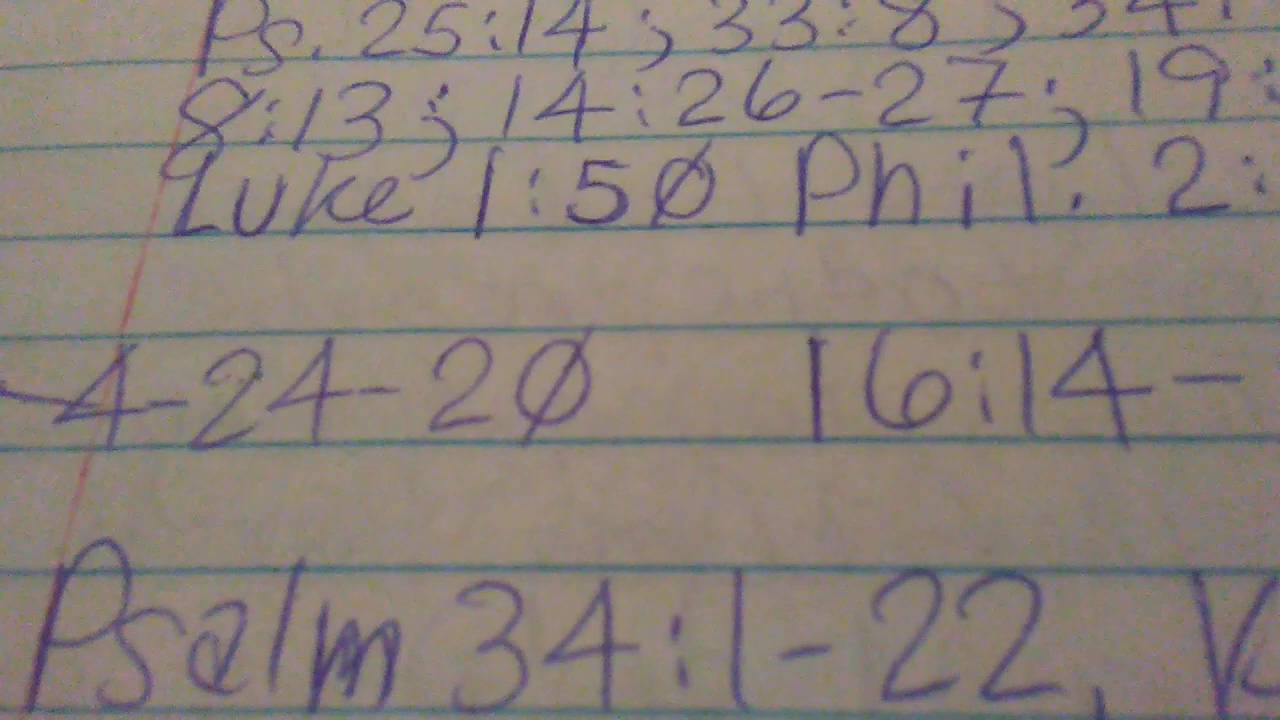 Ps. 25:14; 33:8; 34:
8:13; 14:26-27; 19:
Luke 1:50 Phil. 2:
4-24-20 16:14-
Psalm 34:1-22,